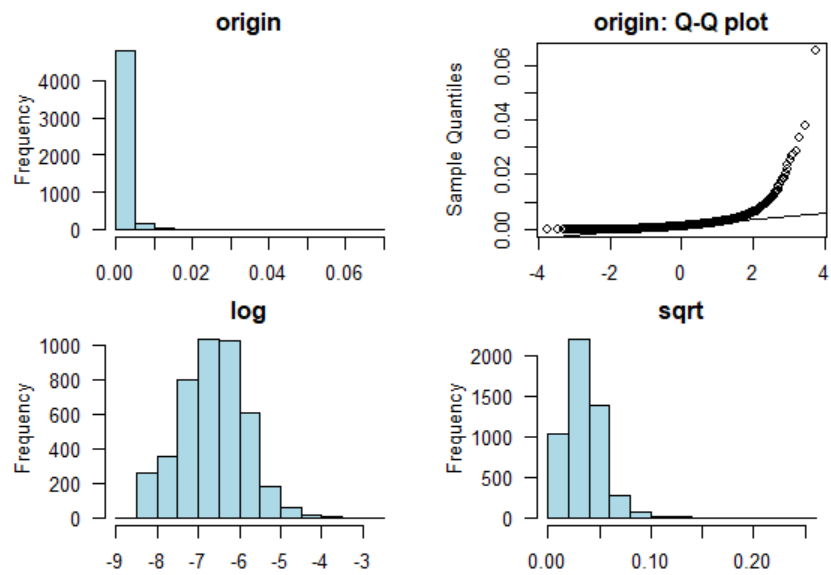 origin
Frequency
4000
3000
2000
1000
0
0.00 0.02 0.04 0.06
origin: Q-Q plot
Sample Quantiles
0.06
0.04
0.02
0.00
-4 -2 0 2 4
log
Frequency
1000
800
600
400
200
0
-9 -8 -7 -6 -5 -4 -3
sqrt
Frequency
2000
1500
1000
500
0
0.00 0.10 0.20